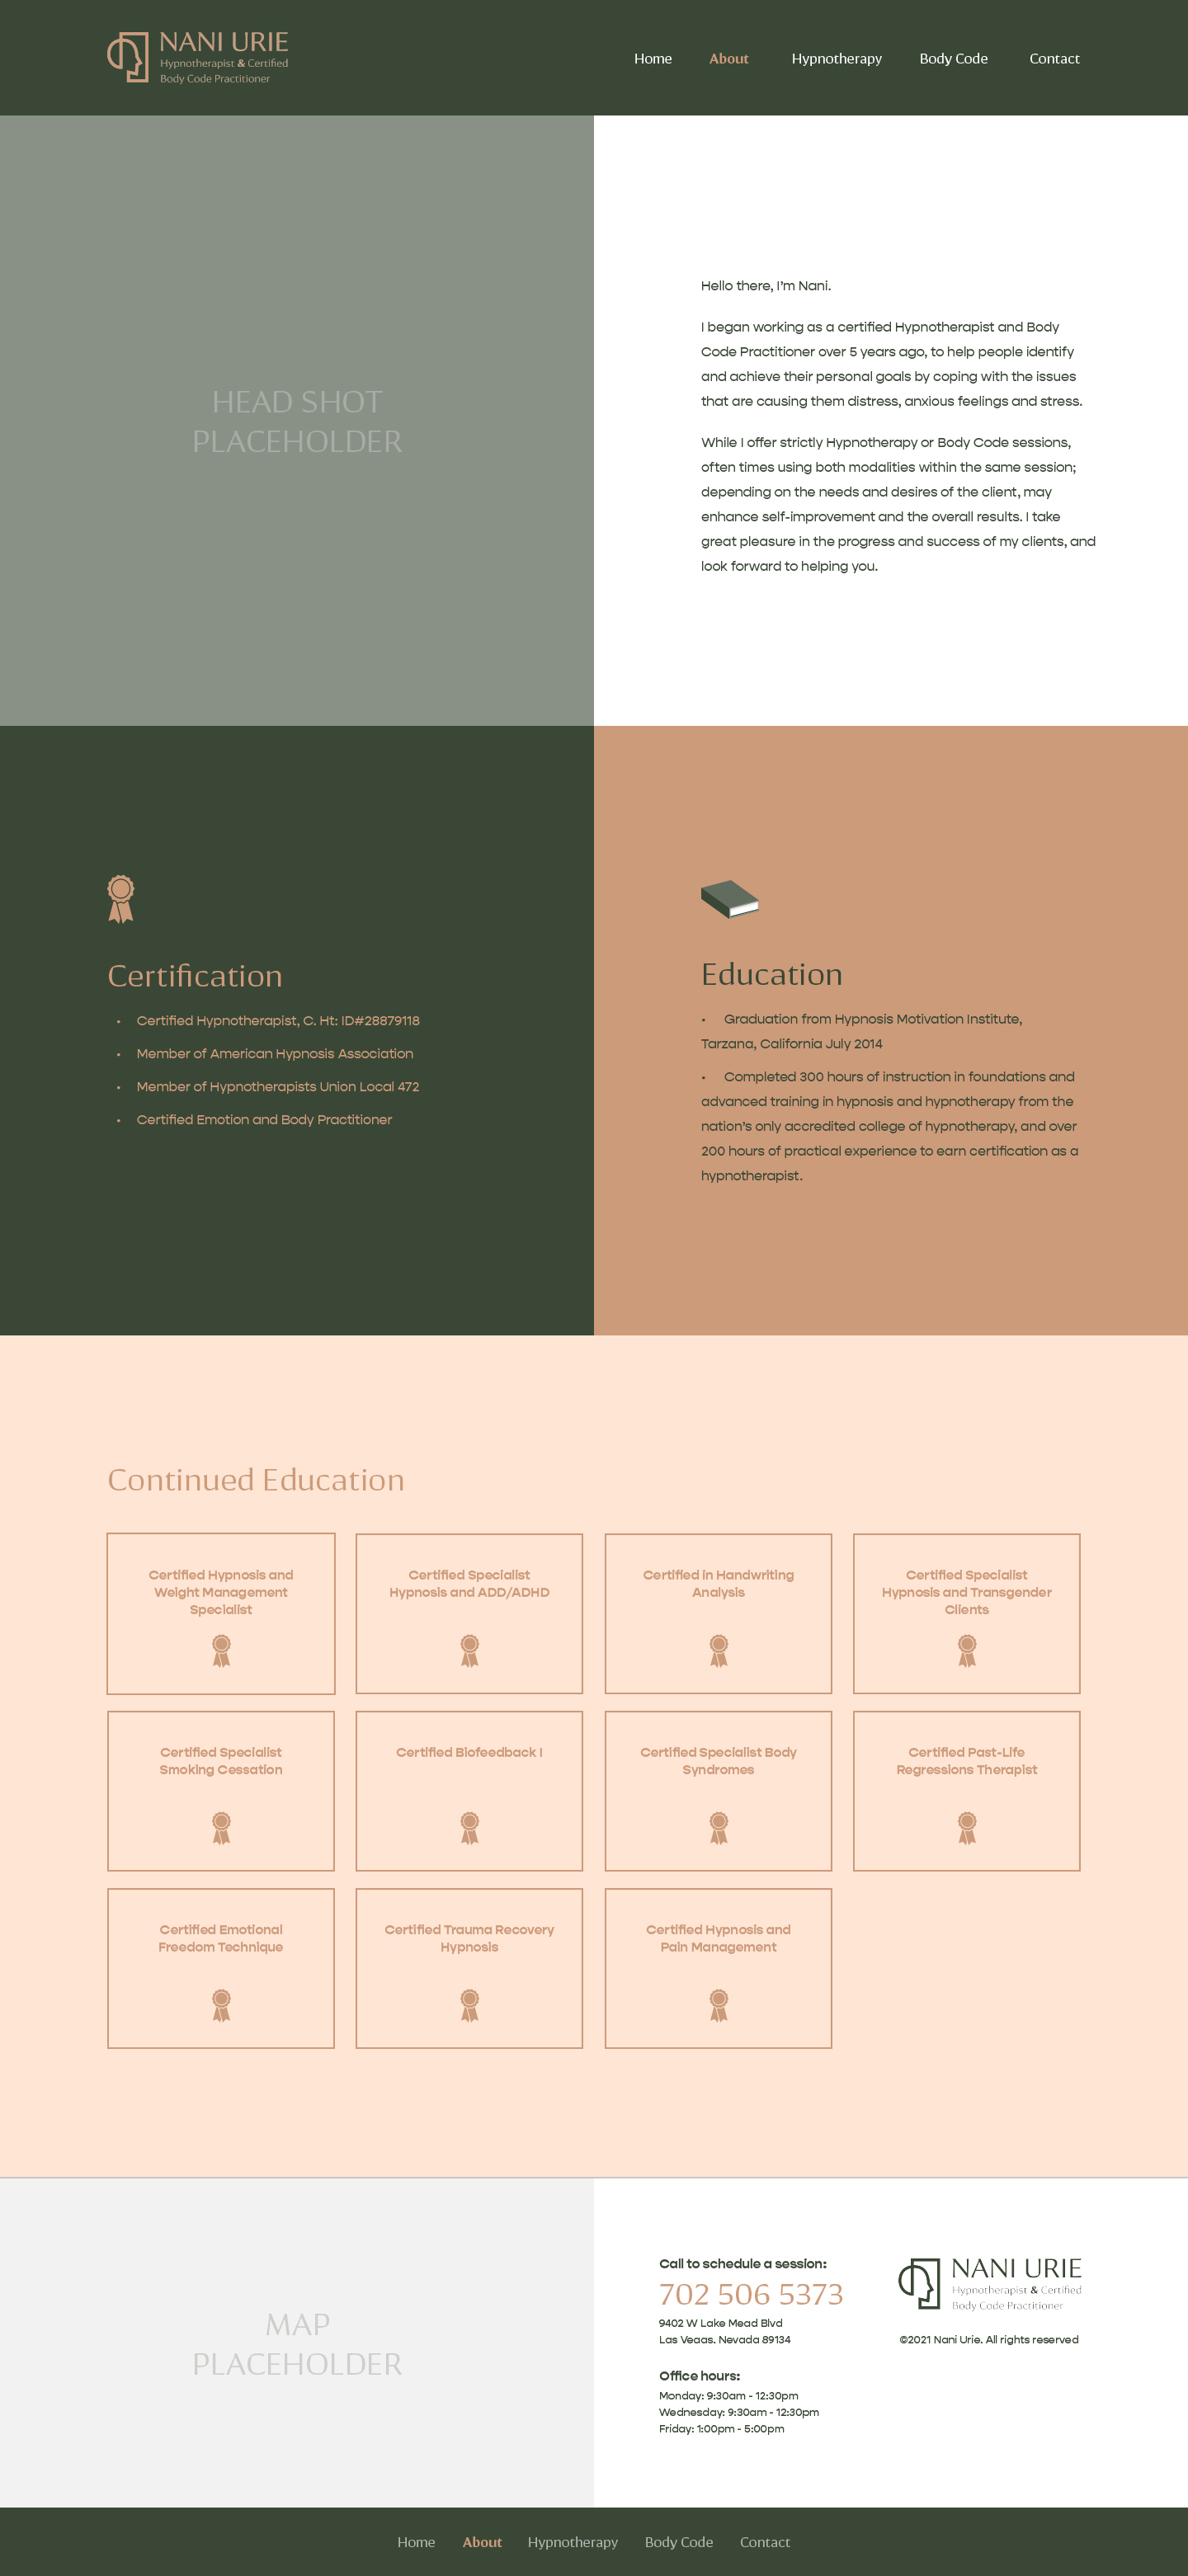 NANI URIE
Hypnotherapist & Certified
Body Code Practitioner
Home About Hypnotherapy Body Code Contact
HEAD SHOT
PLACEHOLDER
Hello there, I'm Nani.
I began working as a certified Hypnotherapist and Body
Code Practitioner over 5 years ago, to help people identify
and achieve their personal goals by coping with the issues
that are causing them distress, anxious feelings and stress.
While I offer strictly Hypnotherapy or Body Code sessions,
often times using both modalities within the same session;
depending on the needs and desires of the client, may
enhance self-improvement and the overall results. I take
great pleasure in the progress and success of my clients, and
look forward to helping you.
Certification
• Certified Hypnotherapist, C. Ht: ID#28879118
• Member of American Hypnosis Association
• Member of Hypnotherapists Union Local 472
• Certified Emotion and Body Practitioner
Education
• Graduation from Hypnosis Motivation Institute,
Tarzana, California July 2014
• Completed 300 hours of instruction in foundations and
advanced training in hypnosis and hypnotherapy from the
nation's only accredited college of hypnotherapy, and over
200 hours of practical experience to earn certification as a
hypnotherapist.
Continued Education
Certified Hypnosis and
Weight Management
Specialist
Certified Specialist
Hypnosis and ADD/ADHD
Certified in Handwriting
Analysis
Certified Specialist
Hypnosis and Transgender
Clients
Certified Specialist
Smoking Cessation
Certified Biofeedback I
Certified Specialist Body
Syndromes
Certified Past-Life
Regressions Therapist
Certified Emotional
Freedom Technique
Certified Trauma Recovery
Hypnosis
Certified Hypnosis and
Pain Management
MAP
PLACEHOLDER
Call to schedule a session:
702 506 5373
9402 W Lake Mead Blvd
Las Vegas, Nevada 89134
Office hours:
Monday: 9:30am - 12:30pm
Wednesday: 9:30am - 12:30pm
Friday: 1:00pm - 5:00pm
NANI URIE
Hypnotherapist & Certified
Body Code Practitioner
©2021 Nani Urie. All rights reserved
Home About Hypnotherapy Body Code Contact